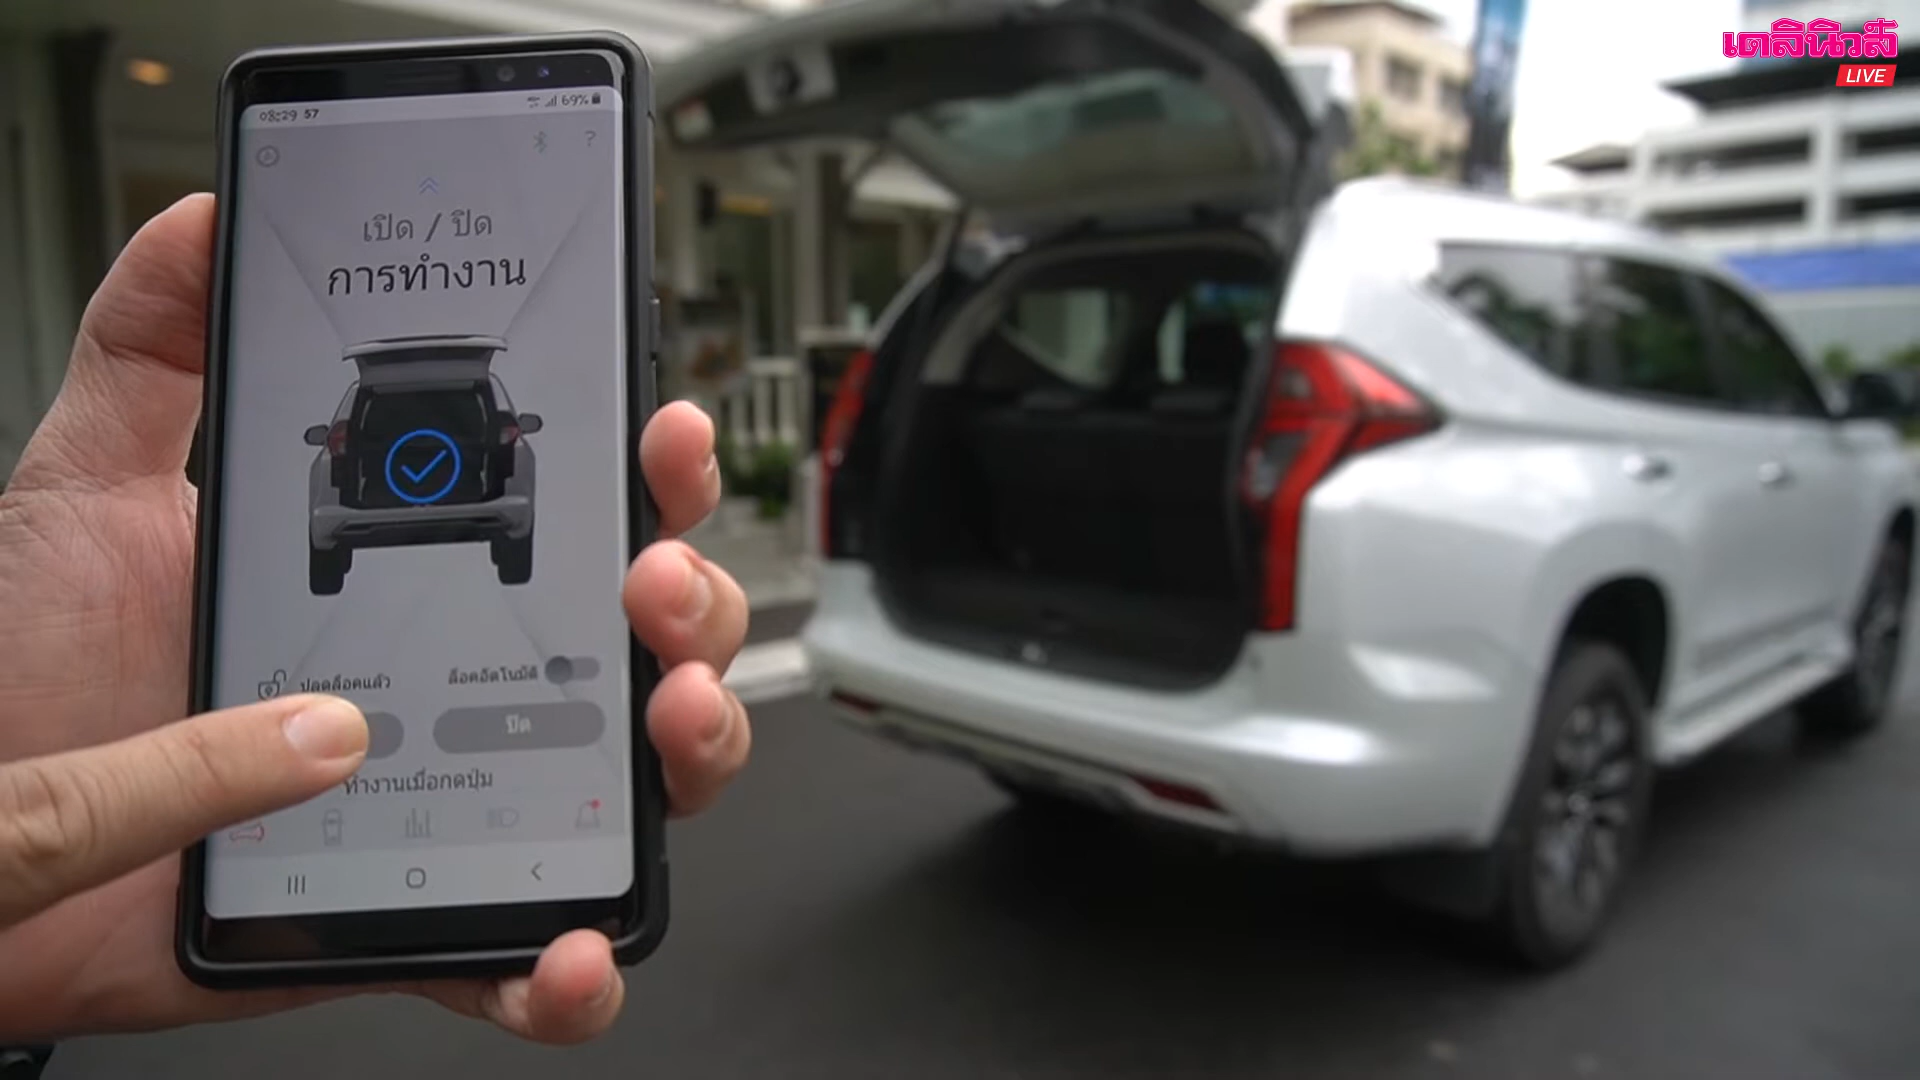 เดลินิวส์
LIVE
08:29 57
69%
?
เปิด / ปิด
การทำงาน
ปลดล็อคแล้ว
ล็อคอัตโนมัติ
ปิด
ทำงานเมื่อกดปุ่ม